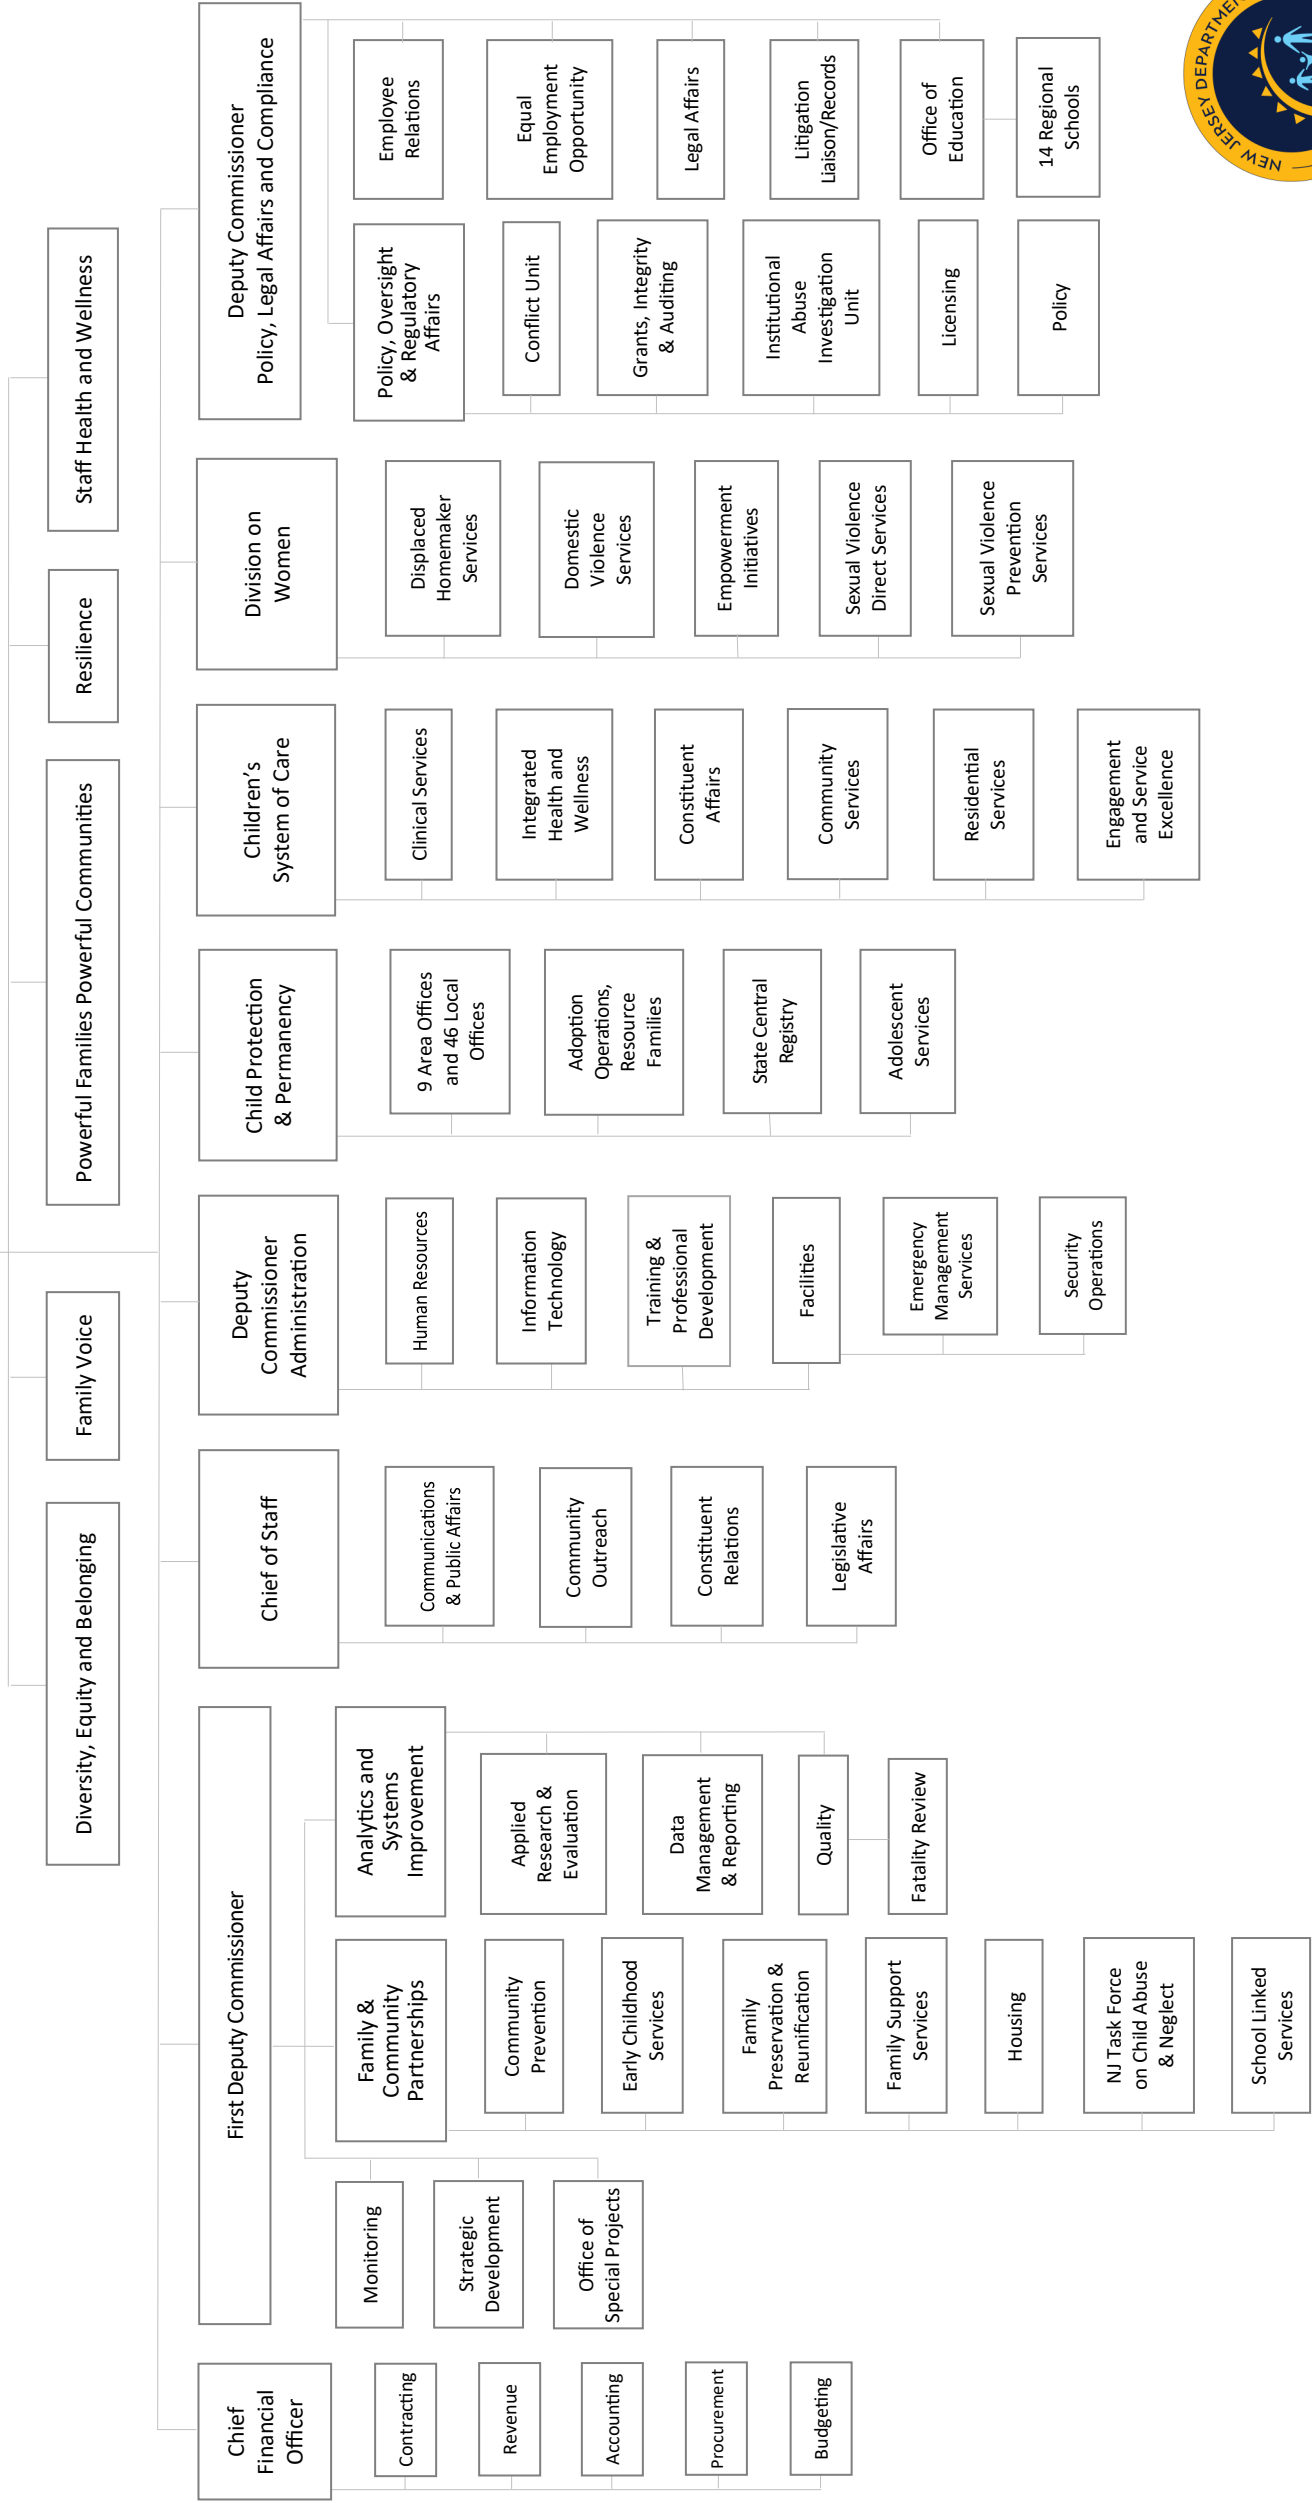 Diversity, Equity and Belonging
Family Voice
Powerful Families Powerful Communities
Resilience
Staff Health and Wellness
Chief
Financial
Officer
Contracting
Revenue
Accounting
Procurement
Budgeting
First Deputy Commissioner
Monitoring
Strategic
Development
Office of
Special Projects
Family &
Community
Partnerships
Community
Prevention
Early Childhood
Services
Family
Preservation &
Reunification
Family Support
Services
Housing
NJ Task Force
on Child Abuse
& Neglect
School Linked
Services
Analytics and
Systems
Improvement
Applied
Research &
Evaluation
Data
Management
& Reporting
Quality
Fatality Review
Chief of Staff
Communications
& Public Affairs
Community
Outreach
Constituent
Relations
Legislative
Affairs
Deputy
Commissioner
Administration
Human Resources
Information
Technology
Training &
Professional
Development
Facilities
Emergency
Management
Services
Security
Operations
Child Protection
& Permanency
9 Area Offices
and 46 Local
Offices
Adoption
Operations,
Resource
Families
State Central
Registry
Adolescent
Services
Children’s
System of Care
Clinical Services
Integrated
Health and
Wellness
Constituent
Affairs
Community
Services
Residential
Services
Engagement
and Service
Excellence
Division on
Women
Displaced
Homemaker
Services
Domestic
Violence
Services
Empowerment
Initiatives
Sexual Violence
Direct Services
Sexual Violence
Prevention
Services
Deputy Commissioner
Policy, Legal Affairs and Compliance
Policy, Oversight
& Regulatory
Affairs
Conflict Unit
Grants, Integrity
& Auditing
Institutional
Abuse
Investigation
Unit
Licensing
Policy
Employee
Relations
Equal
Employment
Opportunity
Legal Affairs
Litigation
Liaison/Records
Office of
Education
14 Regional
Schools
NEW JERSEY